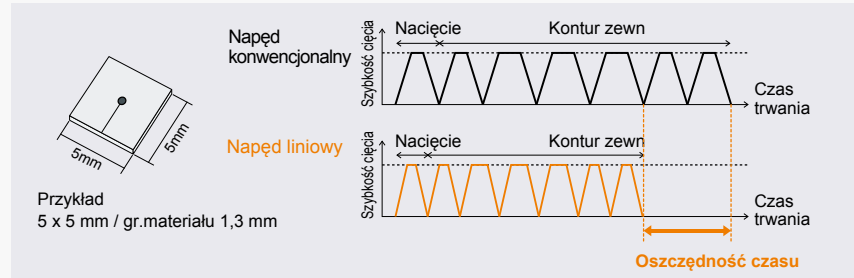 Napęd
konwencjonalny
Szybkość cięcia
Nacięcie
Kontur zewn
Czas
trwania
5mm
5mm
Napęd liniowy
Szybkość cięcia
Nacięcie
Kontur zewn
Czas
trwania
Przykład
5 x 5 mm / gr.materiału 1,3 mm
Oszczędność czasu